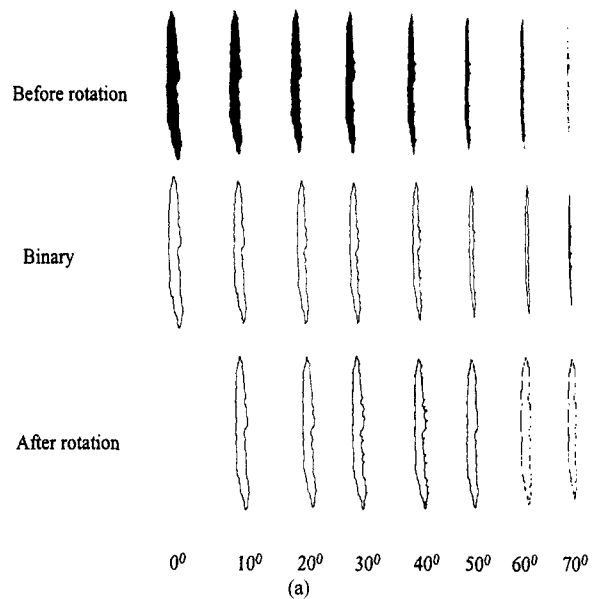 Before rotation
Binary
After rotation
0⁰ 10⁰ 20⁰ 30⁰ 40⁰ 50⁰ 60⁰ 70⁰
(a)